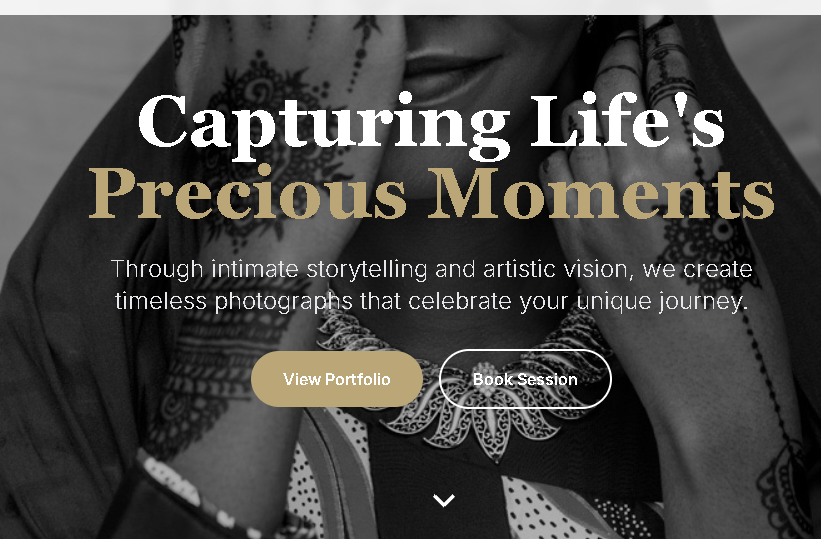 Capturing Life's
Precious Moments
Through intimate storytelling and artistic vision, we create
timeless photographs that celebrate your unique journey.
View Portfolio
Book Session